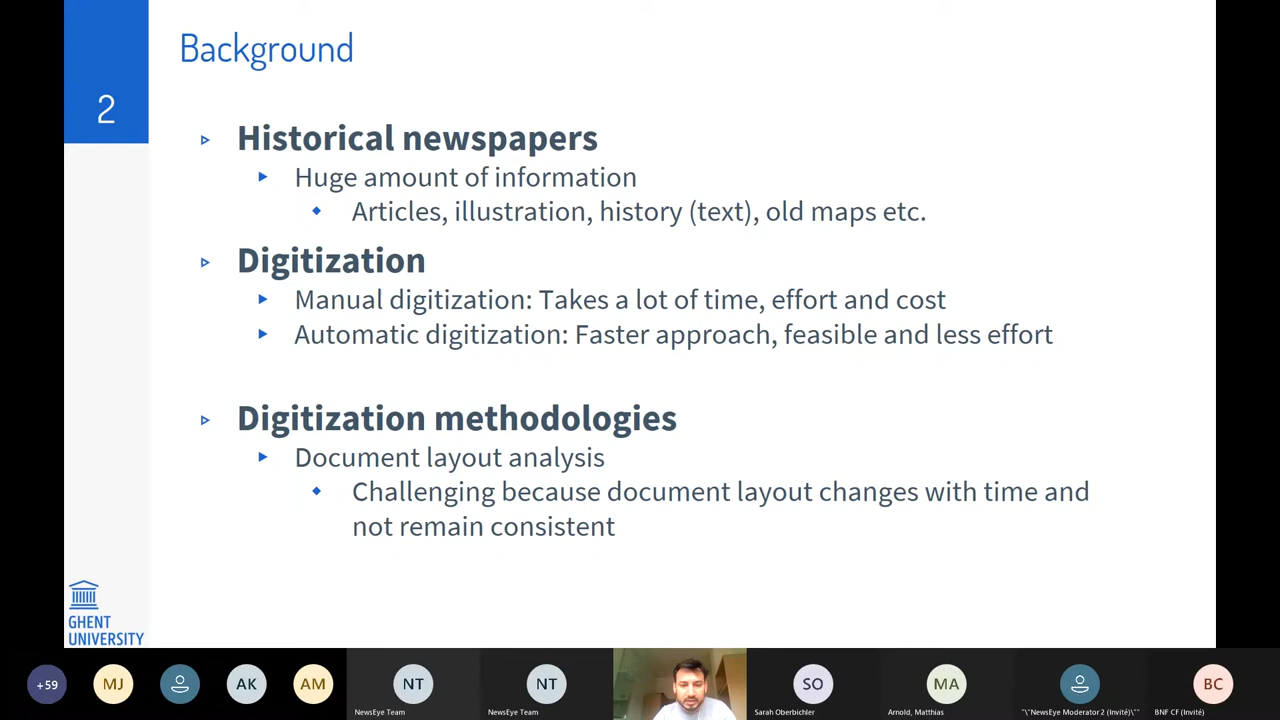 Background
2
Historical newspapers
Huge amount of information
Articles, illustration, history (text), old maps etc.
Digitization
Manual digitization: Takes a lot of time, effort and cost
Automatic digitization: Faster approach, feasible and less effort
Digitization methodologies
Document layout analysis
Challenging because document layout changes with time and
not remain consistent
GHENT
UNIVERSITY
+59
MJ
AK
AM
NT
NewsEye Team
NT
NewsEye Team
SO
Sarah Oberbichler
MA
Arnold, Matthias
"\"NewsEye Moderator 2 (Invité)\""
BC
BNF CF (Invité)